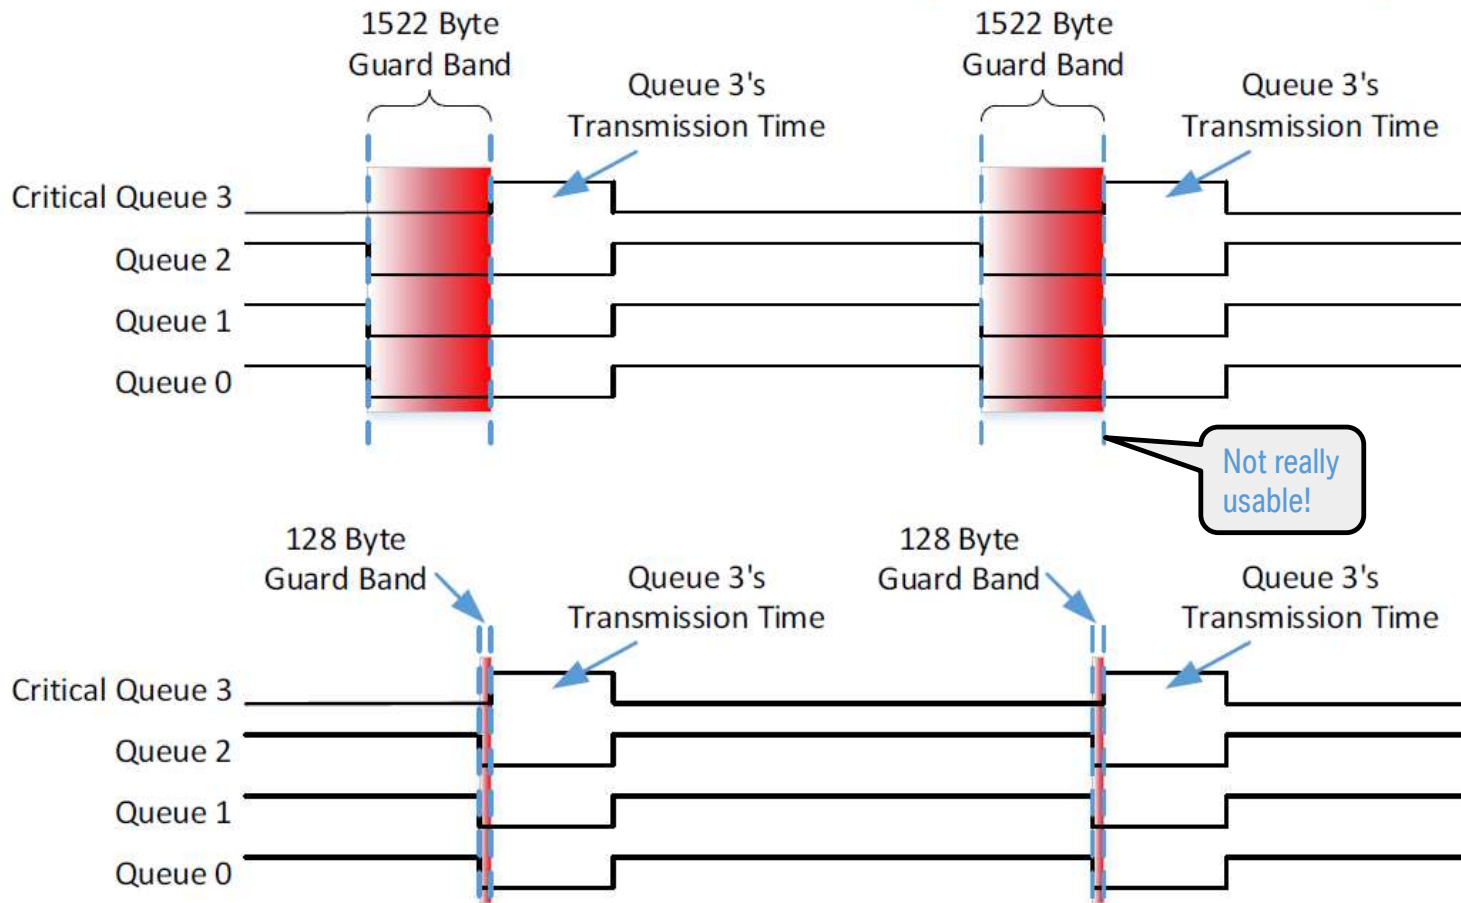 1522 Byte
Guard Band
1522 Byte
Guard Band
Queue 3's
Transmission Time
Queue 3's
Transmission Time
Critical Queue 3
Queue 2
Queue 1
Queue 0
Not really
usable!
128 Byte
Guard Band
128 Byte
Guard Band
Queue 3's
Transmission Time
Queue 3's
Transmission Time
Critical Queue 3
Queue 2
Queue 1
Queue 0